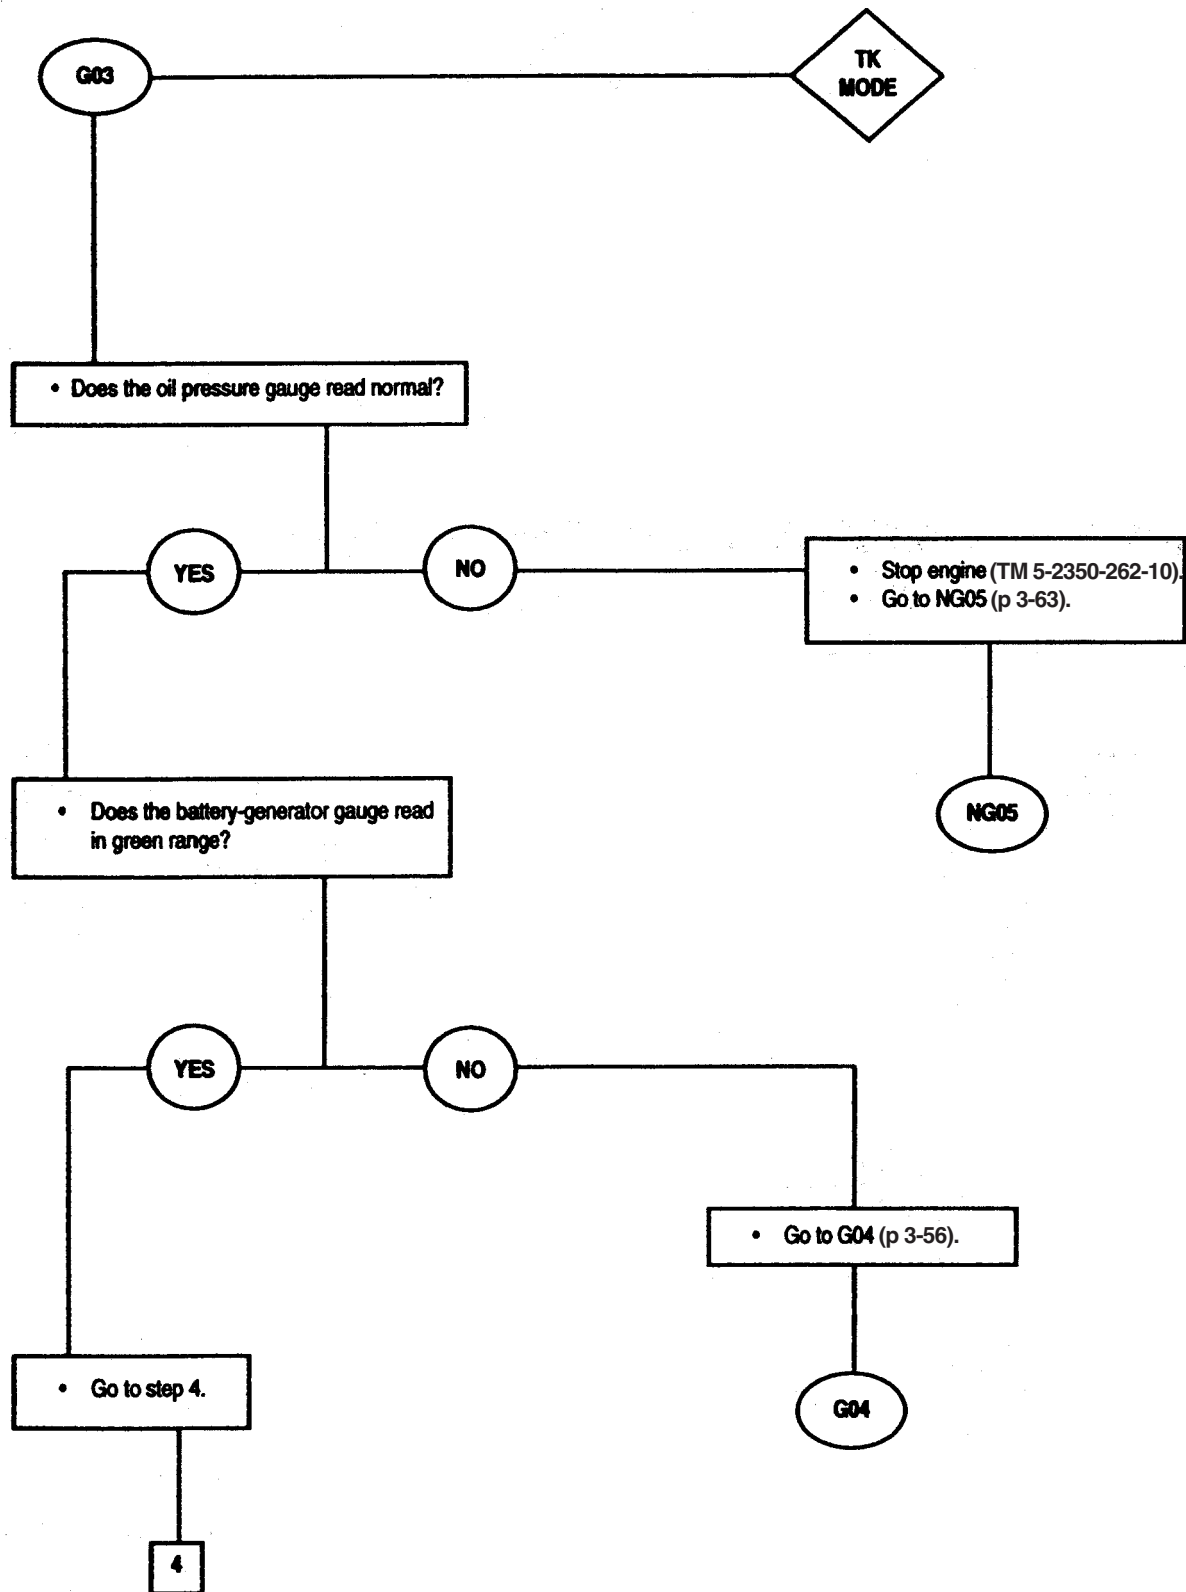 G03
TK
MODE
• Does the oil pressure gauge read normal?
YES
NO
• Stop engine (TM 5-2350-262-10).
• Go to NG05 (p 3-63).
NG05
• Does the battery-generator gauge read
in green range?
YES
NO
• Go to G04 (p 3-56).
G04
• Go to step 4.
4